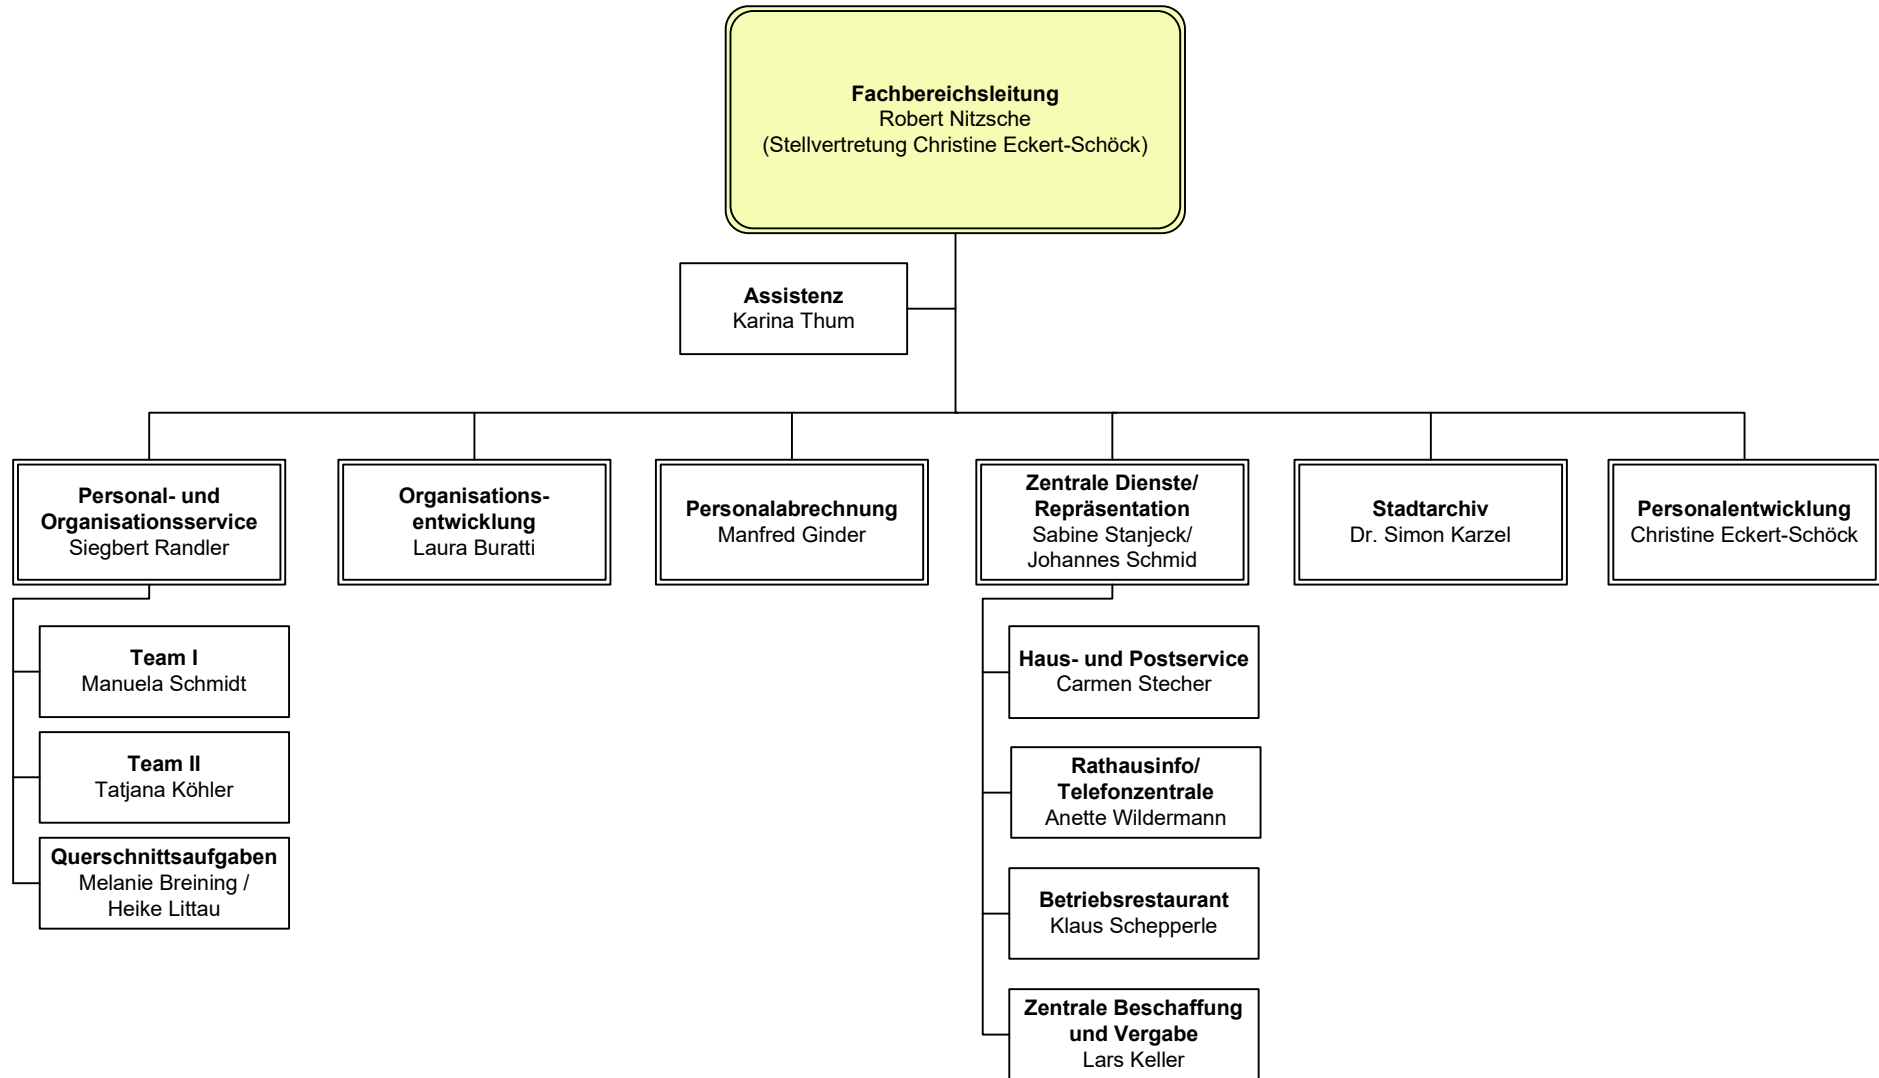 Fachbereichsleitung
Robert Nitzsche
(Stellvertretung Christine Eckert-Schöck)
Assistenz
Karina Thum
Personal- und
Organisationsservice
Siegbert Randler
Organisations-
entwicklung
Laura Buratti
Personalabrechnung
Manfred Ginder
Zentrale Dienste/
Repräsentation
Sabine Stanjeck/
Johannes Schmid
Stadtarchiv
Dr. Simon Karzel
Personalentwicklung
Christine Eckert-Schöck
Team I
Manuela Schmidt
Team II
Tatjana Köhler
Querschnittsaufgaben
Melanie Breining /
Heike Littau
Haus- und Postservice
Carmen Stecher
Rathausinfo/
Telefonzentrale
Anette Wildermann
Betriebsrestaurant
Klaus Schepperle
Zentrale Beschaffung
und Vergabe
Lars Keller